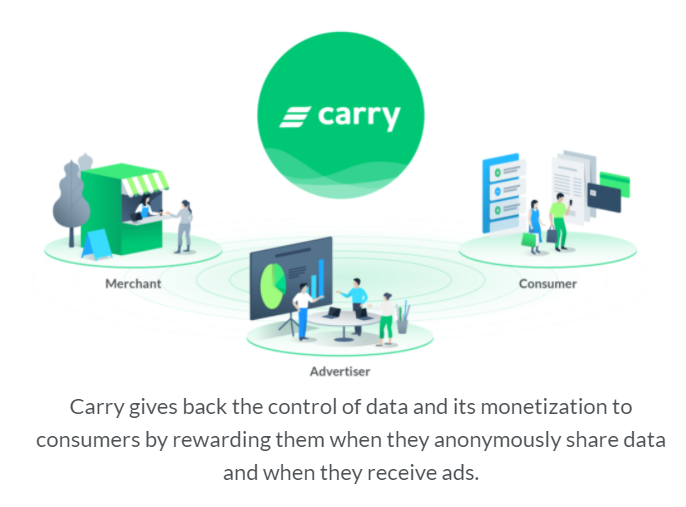 carry
Merchant
Consumer
Advertiser
Carry gives back the control of data and its monetization to
consumers by rewarding them when they anonymously share data
and when they receive ads.